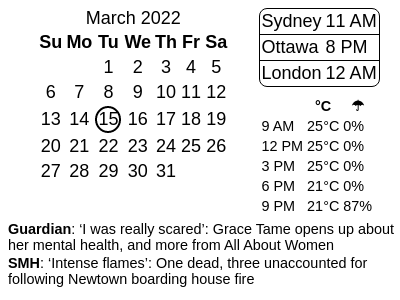 March 2022
Su Mo Tu We Th Fr Sa
1 2 3 4 5
6 7 8 9 10 11 12
13 14 15 16 17 18 19
20 21 22 23 24 25 26
27 28 29 30 31
Sydney 11 AM
Ottawa 8 PM
London 12 AM
°C ☂
9 AM 25°C 0%
12 PM 25°C 0%
3 PM 25°C 0%
6 PM 21°C 0%
9 PM 21°C 87%
Guardian: ‘I was really scared’: Grace Tame opens up about
her mental health, and more from All About Women
SMH: ‘Intense flames’: One dead, three unaccounted for
following Newtown boarding house fire